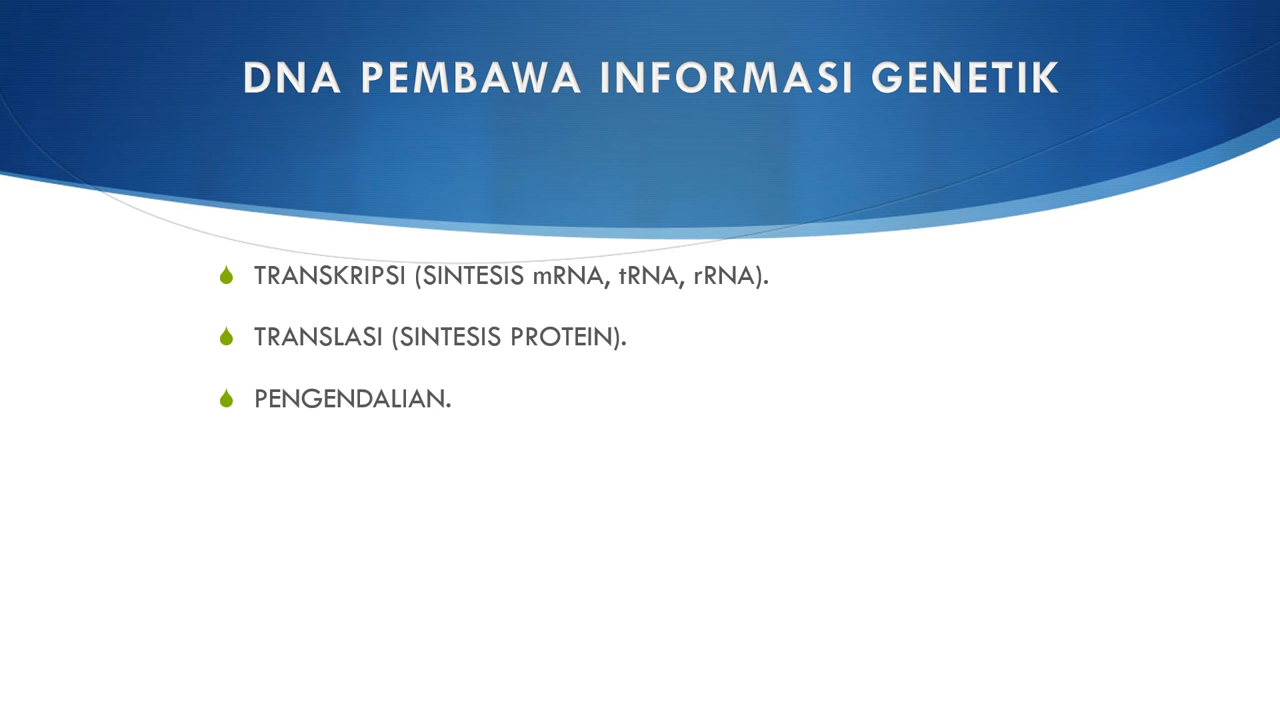 DNA PEMBAWA INFORMASI GENETIK
TRANSKRIPSI (SINTESIS mRNA, tRNA, rRNA).
TRANSLASI (SINTESIS PROTEIN).
PENGENDALIAN.